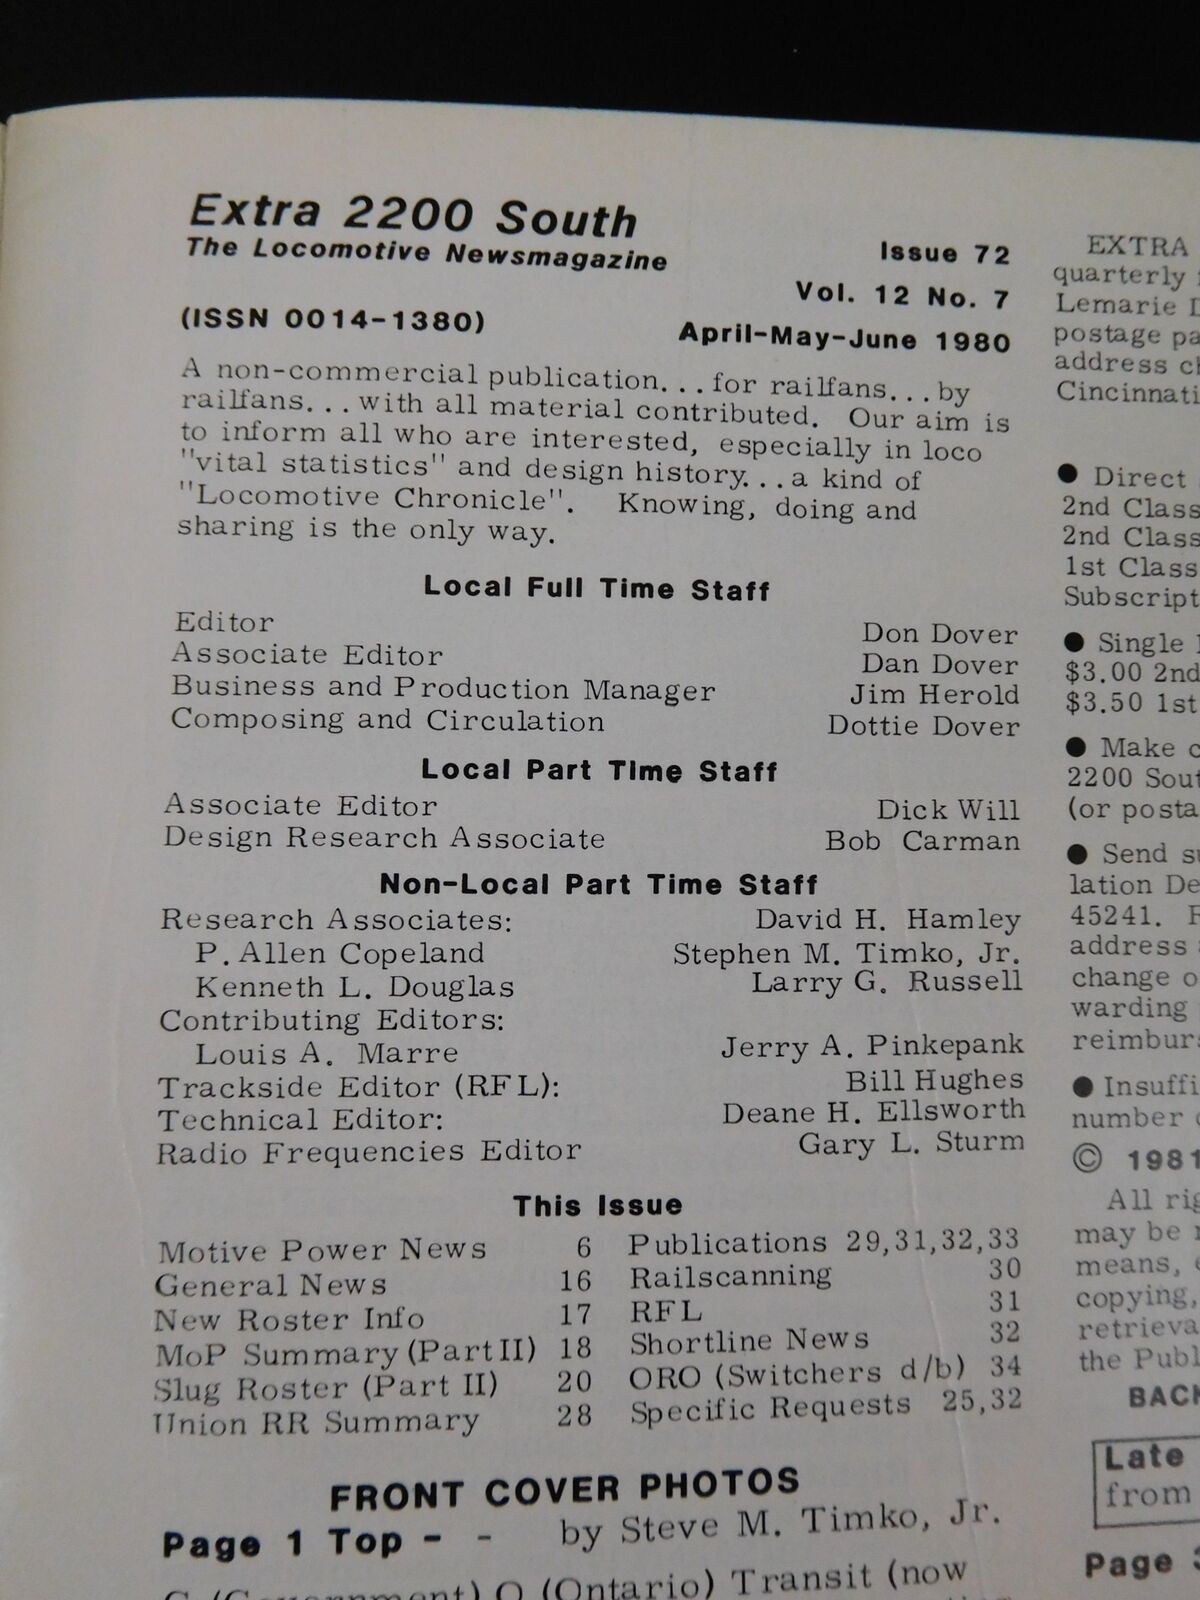 Extra 2200 South
The Locomotive Newsmagazine
Issue 72
Vol. 12 No. 7
(ISSN 0014-1380)
April-May-June 1980
A non-commercial publication...for railfans...by
railfans...with all material contributed. Our aim is
to inform all who are interested, especially in loco
"vital statistics" and design history...a kind of
"Locomotive Chronicle". Knowing, doing and
sharing is the only way.
Local Full Time Staff
Editor Don Dover
Associate Editor Dan Dover
Business and Production Manager Jim Herold
Composing and Circulation Dottie Dover
Local Part Time Staff
Associate Editor Dick Will
Design Research Associate Bob Carman
Non-Local Part Time Staff
Research Associates: David H. Hamley
P. Allen Copeland Stephen M. Timko, Jr.
Kenneth L. Douglas Larry G. Russell
Contributing Editors:
Louis A. Marre Jerry A. Pinkepank
Trackside Editor (RFL): Bill Hughes
Technical Editor: Deane H. Ellsworth
Radio Frequencies Editor Gary L. Sturm
This Issue
Motive Power News 6
General News 16
New Roster Info 17
MoP Summary (Part II) 18
Slug Roster (Part II) 20
Union RR Summary 28
Publications 29,31,32,33
Railscanning 30
RFL 31
Shortline News 32
ORO (Switchers d/b) 34
Specific Requests 25,32
FRONT COVER PHOTOS
Page 1 Top - - by Steve M. Timko, Jr.
(Government) O (Ontario) Transit (now
EXTRA
quarterly
Lemarie
postage
address
Cincinnati
● Direct
2nd Class
2nd Class
1st Class
● Single
$3.00 2nd
$3.50 1st
● Make
2200
(or
● Send
lation
45241.
address
change
warding
● 
number
© 1981
All
may be
means,
copying,
the
Late
from
Page